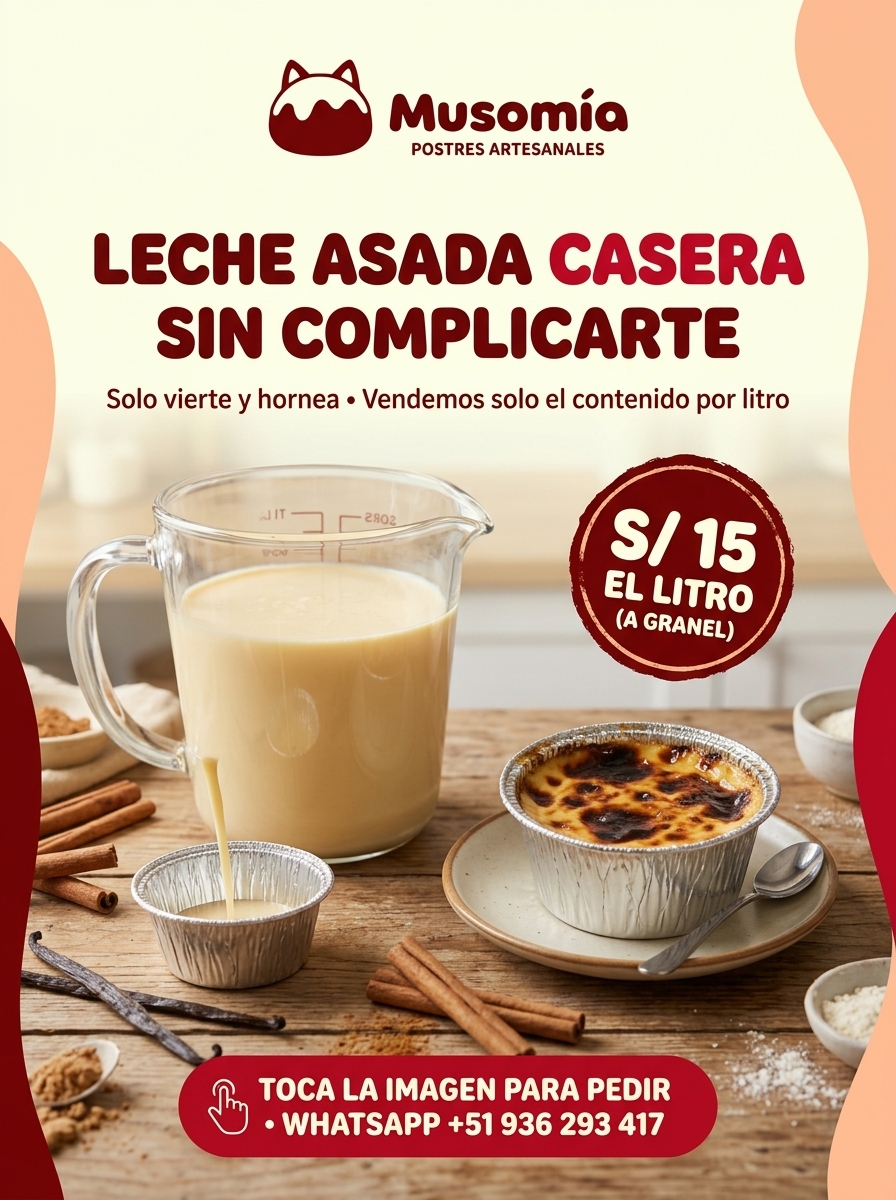 Musomía
POSTRES ARTESANALES
LECHE ASADA CASERA
SIN COMPLICARTE
Solo vierte y hornea • Vendemos solo el contenido por litro
S/ 15
EL LITRO
(A GRANEL)
TOCA LA IMAGEN PARA PEDIR
• WHATSAPP +51 936 293 417